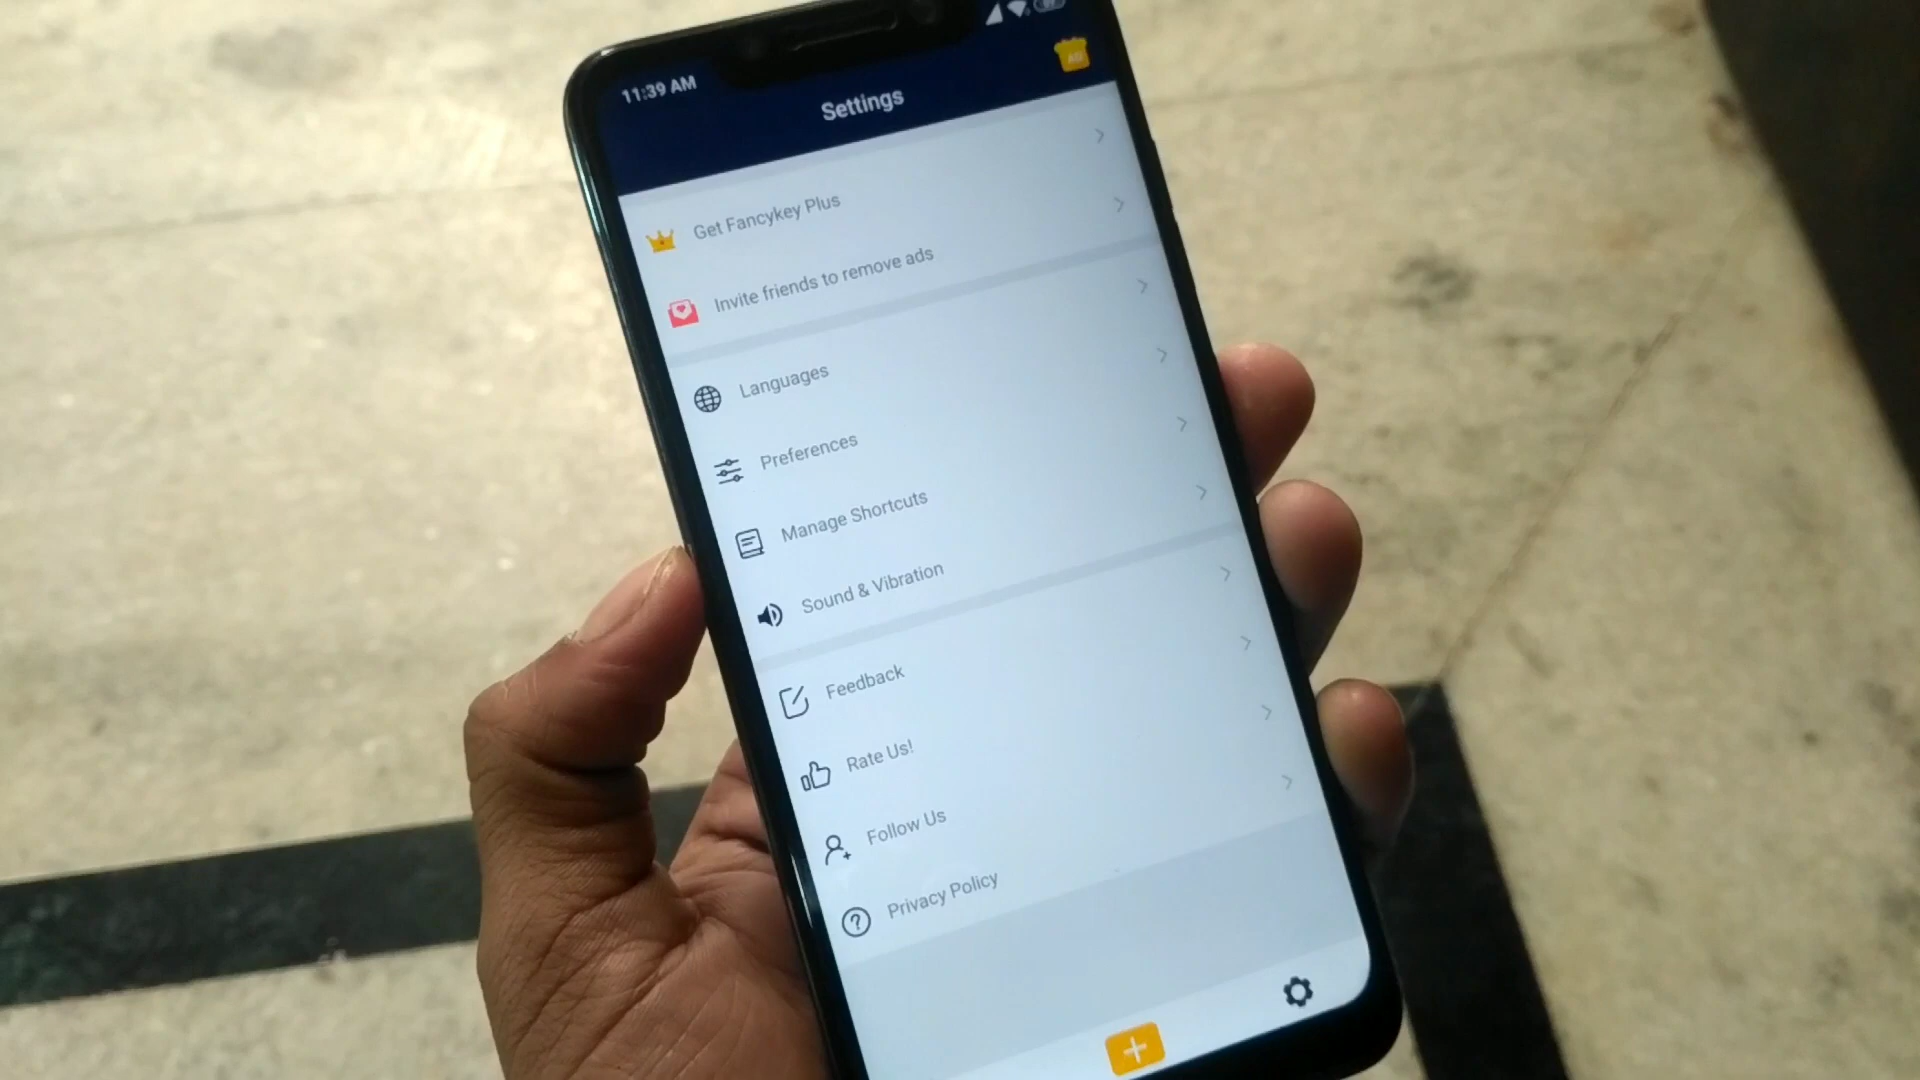 11:39 AM
Settings
AD
Get Fancykey Plus
Invite friends to remove ads
Languages
Preferences
Manage Shortcuts
Sound & Vibration
Feedback
Rate Us!
Follow Us
Privacy Policy